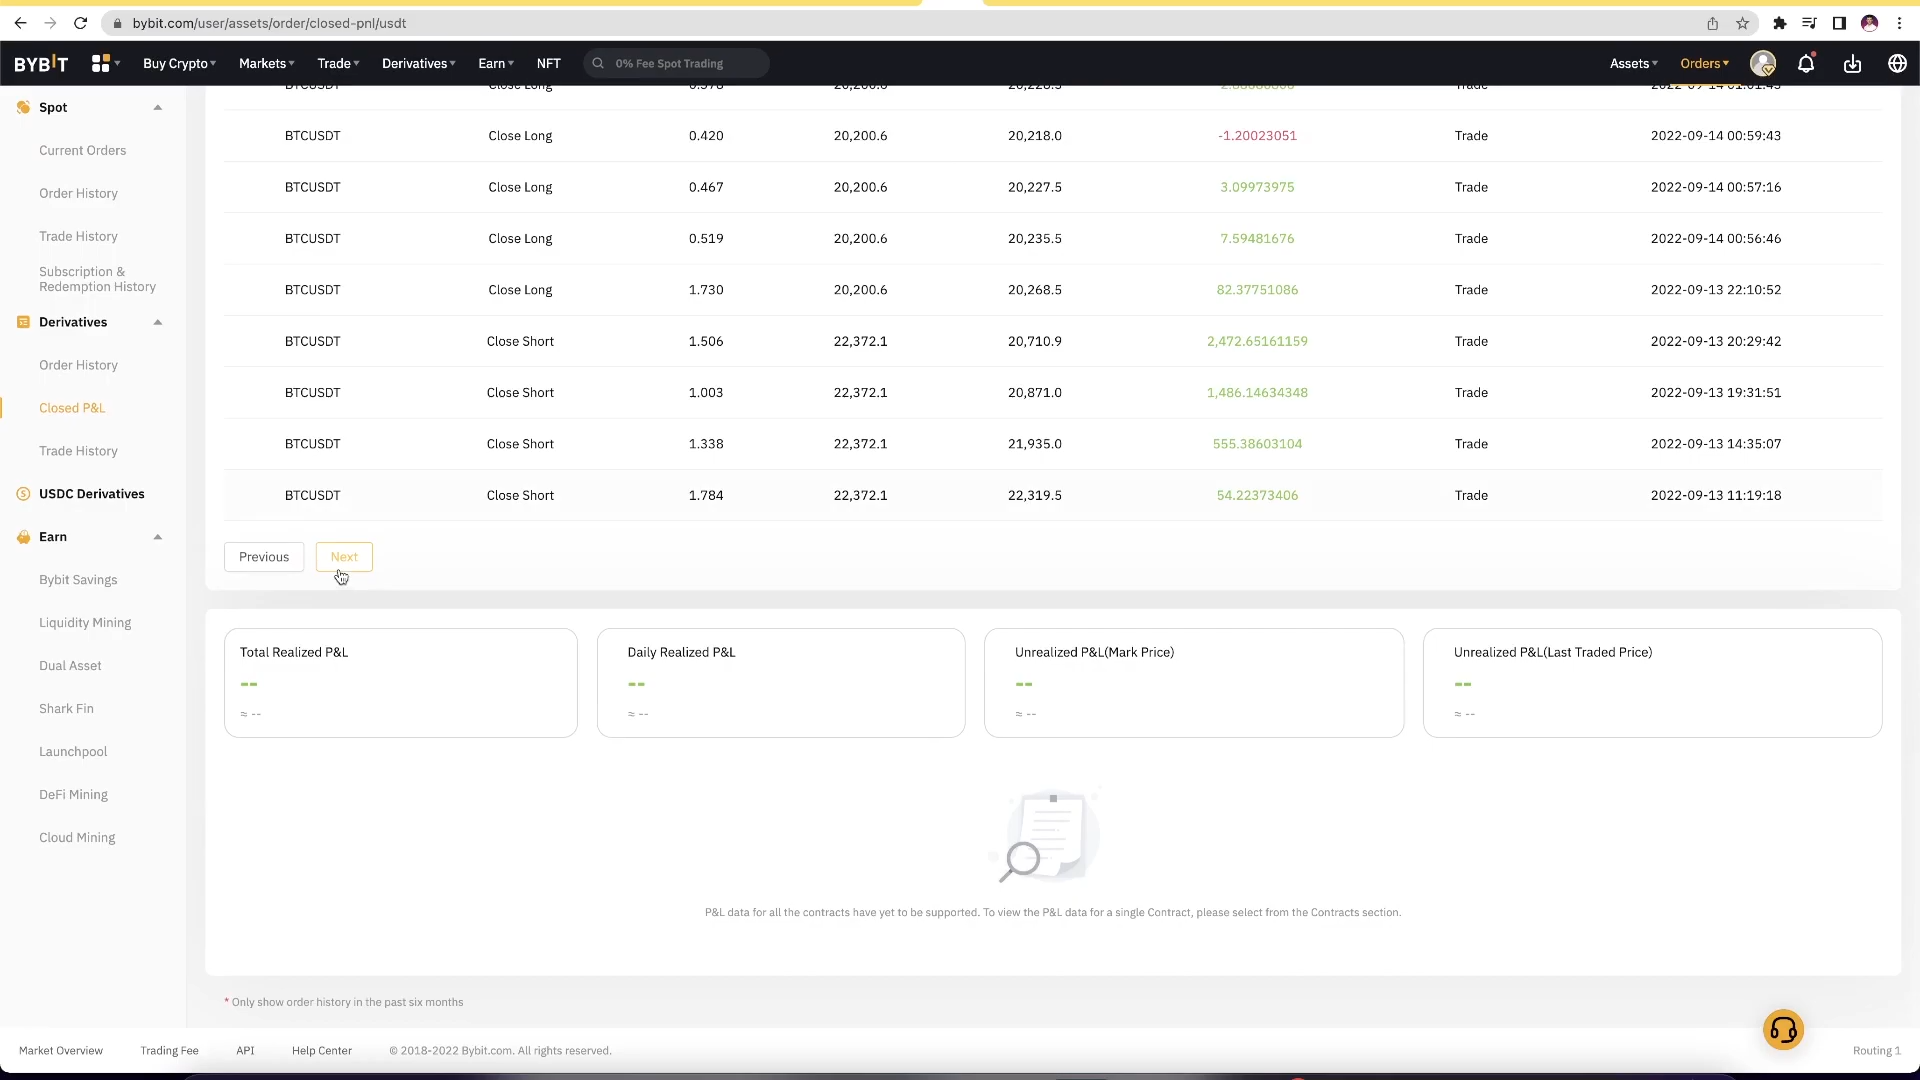 bybit.com/user/assets/order/closed-pnl/usdt
BYBIT Buy Crypto Markets Trade Derivatives Earn NFT 0% Fee Spot Trading Assets Orders
Spot
Current Orders
Order History
Trade History
Subscription &
Redemption History
Derivatives
Order History
Closed P&L
Trade History
USDC Derivatives
Earn
Bybit Savings
Liquidity Mining
Dual Asset
Shark Fin
Launchpool
DeFi Mining
Cloud Mining
BTCUSDT Close Long 0.420 20,200.6 20,218.0 -1.20023051 Trade 2022-09-14 00:59:43
BTCUSDT Close Long 0.467 20,200.6 20,227.5 3.09973975 Trade 2022-09-14 00:57:16
BTCUSDT Close Long 0.519 20,200.6 20,235.5 7.59481676 Trade 2022-09-14 00:56:46
BTCUSDT Close Long 1.730 20,200.6 20,268.5 82.37751086 Trade 2022-09-13 22:10:52
BTCUSDT Close Short 1.506 22,372.1 20,710.9 2,472.65161159 Trade 2022-09-13 20:29:42
BTCUSDT Close Short 1.003 22,372.1 20,871.0 1,486.14634348 Trade 2022-09-13 19:31:51
BTCUSDT Close Short 1.338 22,372.1 21,935.0 555.38603104 Trade 2022-09-13 14:35:07
BTCUSDT Close Short 1.784 22,372.1 22,319.5 54.22373406 Trade 2022-09-13 11:19:18
Previous Next
Total Realized P&L Daily Realized P&L Unrealized P&L(Mark Price) Unrealized P&L(Last Traded Price)
-- -- -- --
≈ -- ≈ -- ≈ -- ≈ --
P&L data for all the contracts have yet to be supported. To view the P&L data for a single Contract, please select from the Contracts section.
* Only show order history in the past six months
Market Overview Trading Fee API Help Center © 2018-2022 Bybit.com. All rights reserved. Routing 1